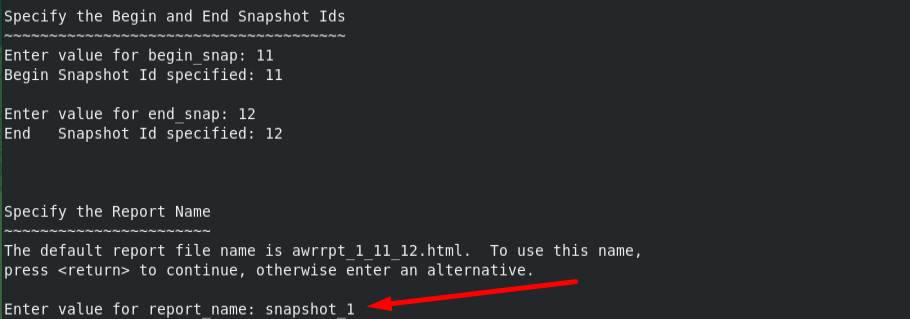 Specify the Begin and End Snapshot Ids
~~~~~~~~~~~~~~~~~~~~~~~~~~~~~~~~~~~~~~
Enter value for begin_snap: 11
Begin Snapshot Id specified: 11
Enter value for end_snap: 12
End   Snapshot Id specified: 12
Specify the Report Name
~~~~~~~~~~~~~~~~~~~~~~~
The default report file name is awrrpt_1_11_12.html.  To use this name,
press <return> to continue, otherwise enter an alternative.
Enter value for report_name: snapshot_1